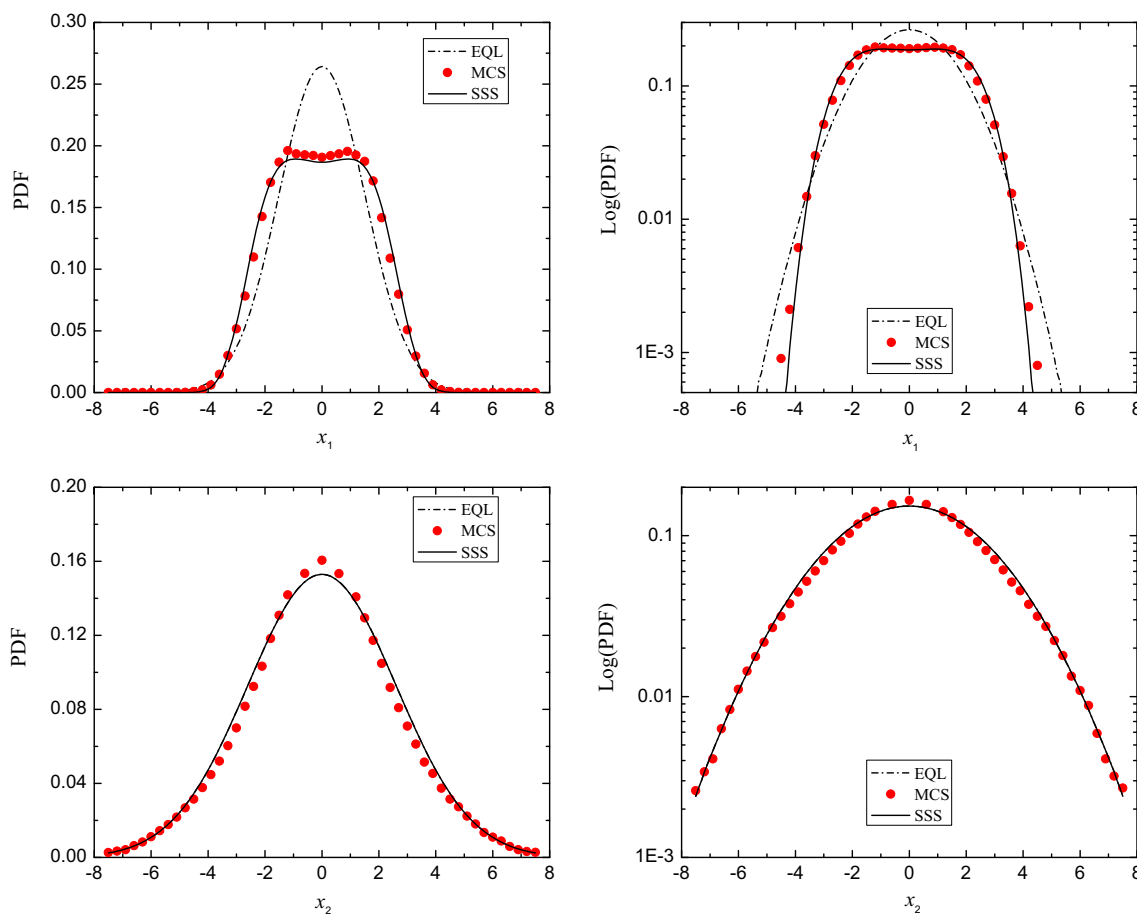 0.30
0.25
0.20
0.15
0.10
0.05
0.00
PDF
EQL
MCS
SSS
-8 -6 -4 -2 0 2 4 6 8
x₁
0.1
0.01
1E-3
Log(PDF)
EQL
MCS
SSS
-8 -6 -4 -2 0 2 4 6 8
x₁
0.20
0.16
0.12
0.08
0.04
0.00
PDF
EQL
MCS
SSS
-8 -6 -4 -2 0 2 4 6 8
x₂
0.1
0.01
1E-3
Log(PDF)
EQL
MCS
SSS
-8 -6 -4 -2 0 2 4 6 8
x₂